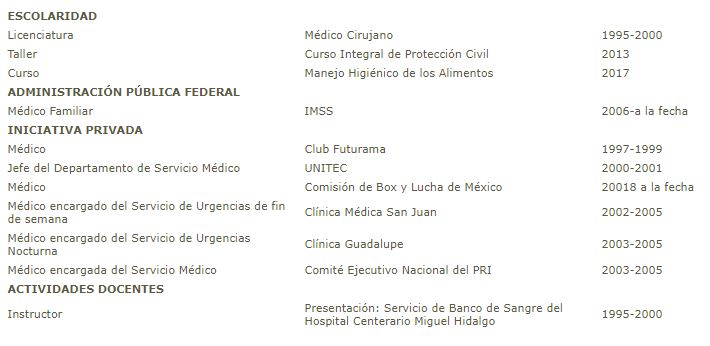 ESCOLARIDAD
Licenciatura Médico Cirujano 1995-2000
Taller Curso Integral de Protección Civil 2013
Curso Manejo Higiénico de los Alimentos 2017
ADMINISTRACIÓN PÚBLICA FEDERAL
Médico Familiar IMSS 2006-a la fecha
INICIATIVA PRIVADA
Médico Club Futurama 1997-1999
Jefe del Departamento de Servicio Médico UNITEC 2000-2001
Médico Comisión de Box y Lucha de México 20018 a la fecha
Médico encargado del Servicio de Urgencias de fin
de semana Clínica Médica San Juan 2002-2005
Médico encargado del Servicio de Urgencias
Nocturna Clínica Guadalupe 2003-2005
Médico encargada del Servicio Médico Comité Ejecutivo Nacional del PRI 2003-2005
ACTIVIDADES DOCENTES
Instructor Presentación: Servicio de Banco de Sangre del
Hospital Centerario Miguel Hidalgo 1995-2000